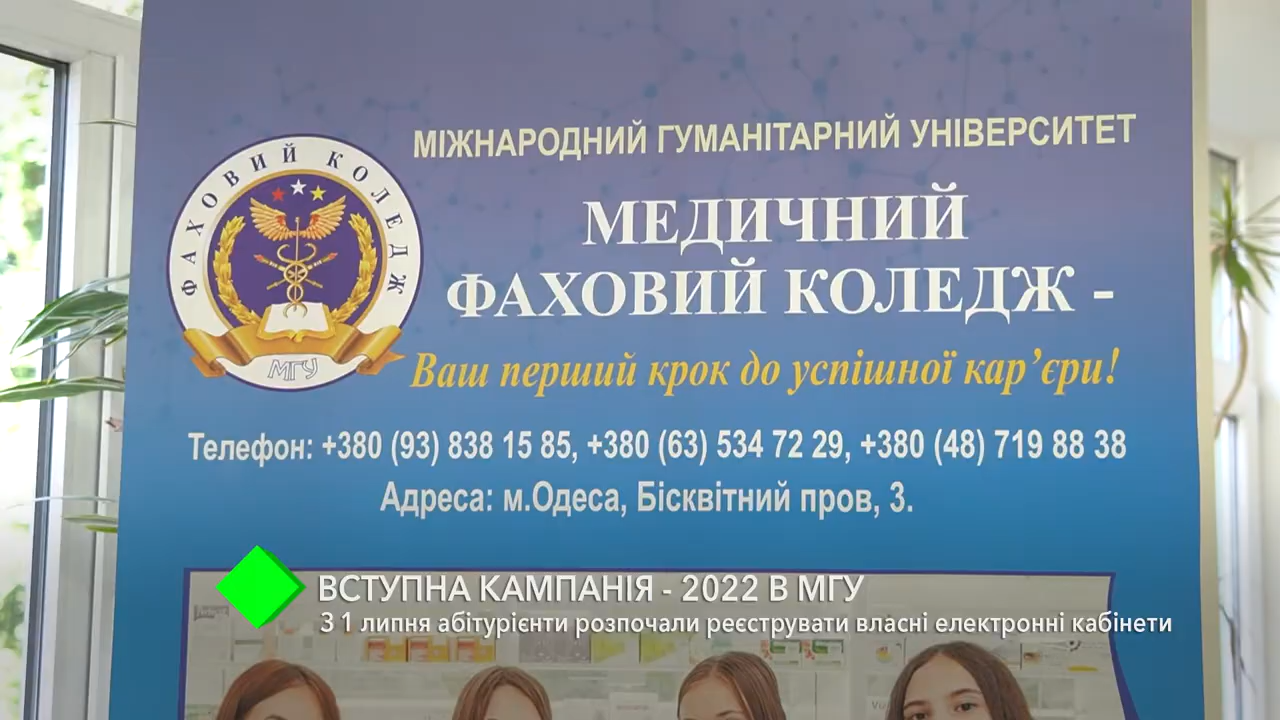 МІЖНАРОДНИЙ ГУМАНІТАРНИЙ УНІВЕРСИТЕТ
ФАХОВИЙ КОЛЕДЖ
МГУ
МЕДИЧНИЙ
ФАХОВИЙ КОЛЕДЖ -
Ваш перший крок до успішної кар’єри!
Телефон: +380 (93) 838 15 85, +380 (63) 534 72 29, +380 (48) 719 88 38
Адреса: м.Одеса, Бісквітний пров, 3.
ВСТУПНА КАМПАНІЯ - 2022 В МГУ
З 1 липня абітурієнти розпочали реєструвати власні електронні кабінети